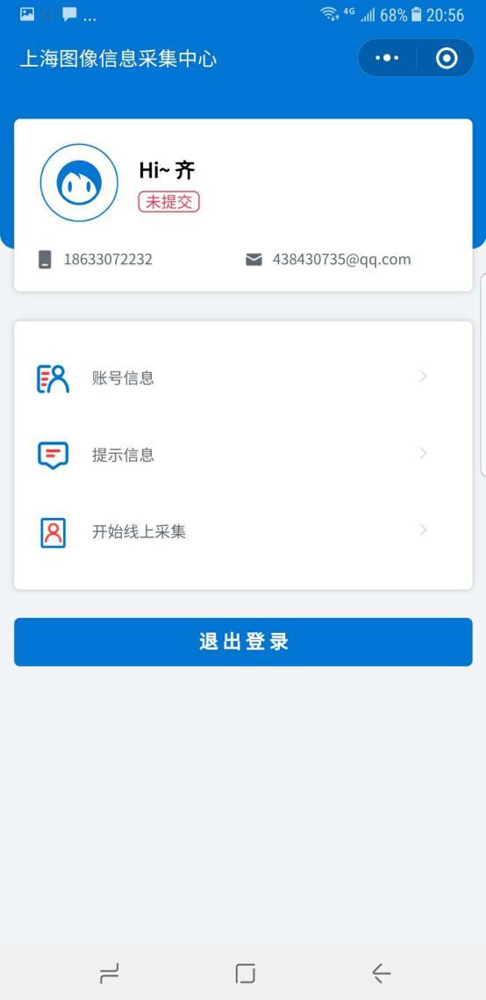 ... 4G 68% 20:56
上海图像信息采集中心
Hi~ 齐
未提交
18633072232 438430735@qq.com
账号信息
提示信息
开始线上采集
退出登录